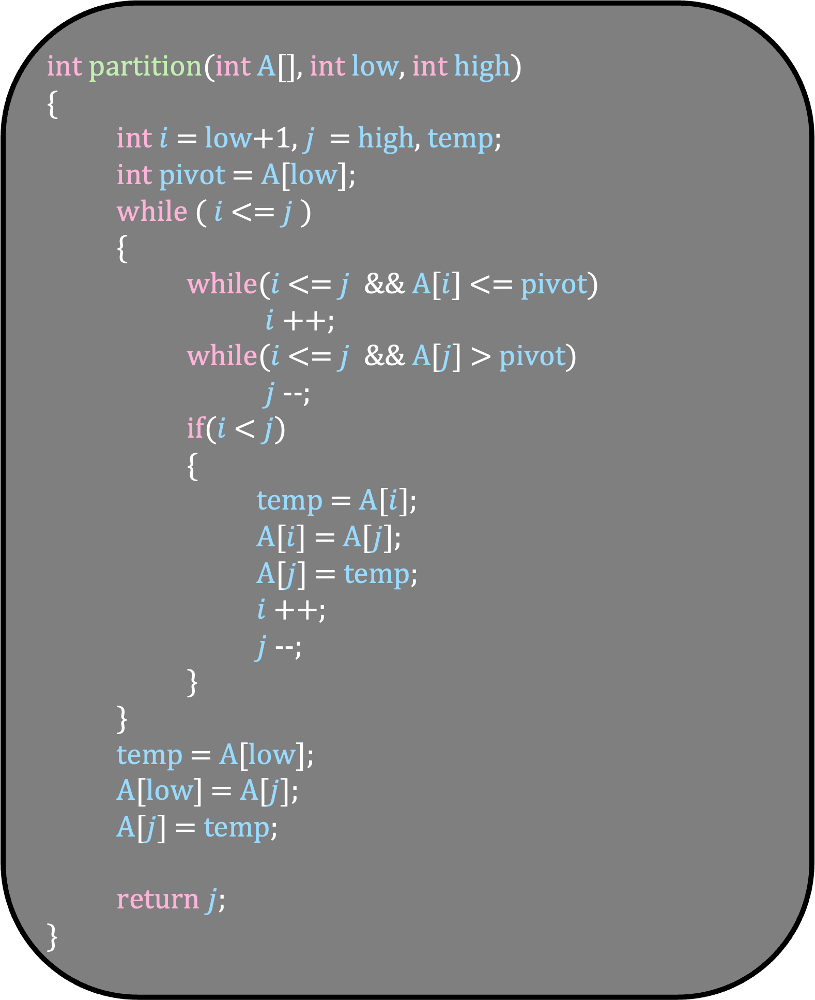 int partition(int A[], int low, int high)
{
int i = low+1, j = high, temp;
int pivot = A[low];
while ( i <= j )
{
while(i <= j && A[i] <= pivot)
i ++;
while(i <= j && A[j] > pivot)
j --;
if(i < j)
{
temp = A[i];
A[i] = A[j];
A[j] = temp;
i ++;
j --;
}
}
temp = A[low];
A[low] = A[j];
A[j] = temp;
return j;
}